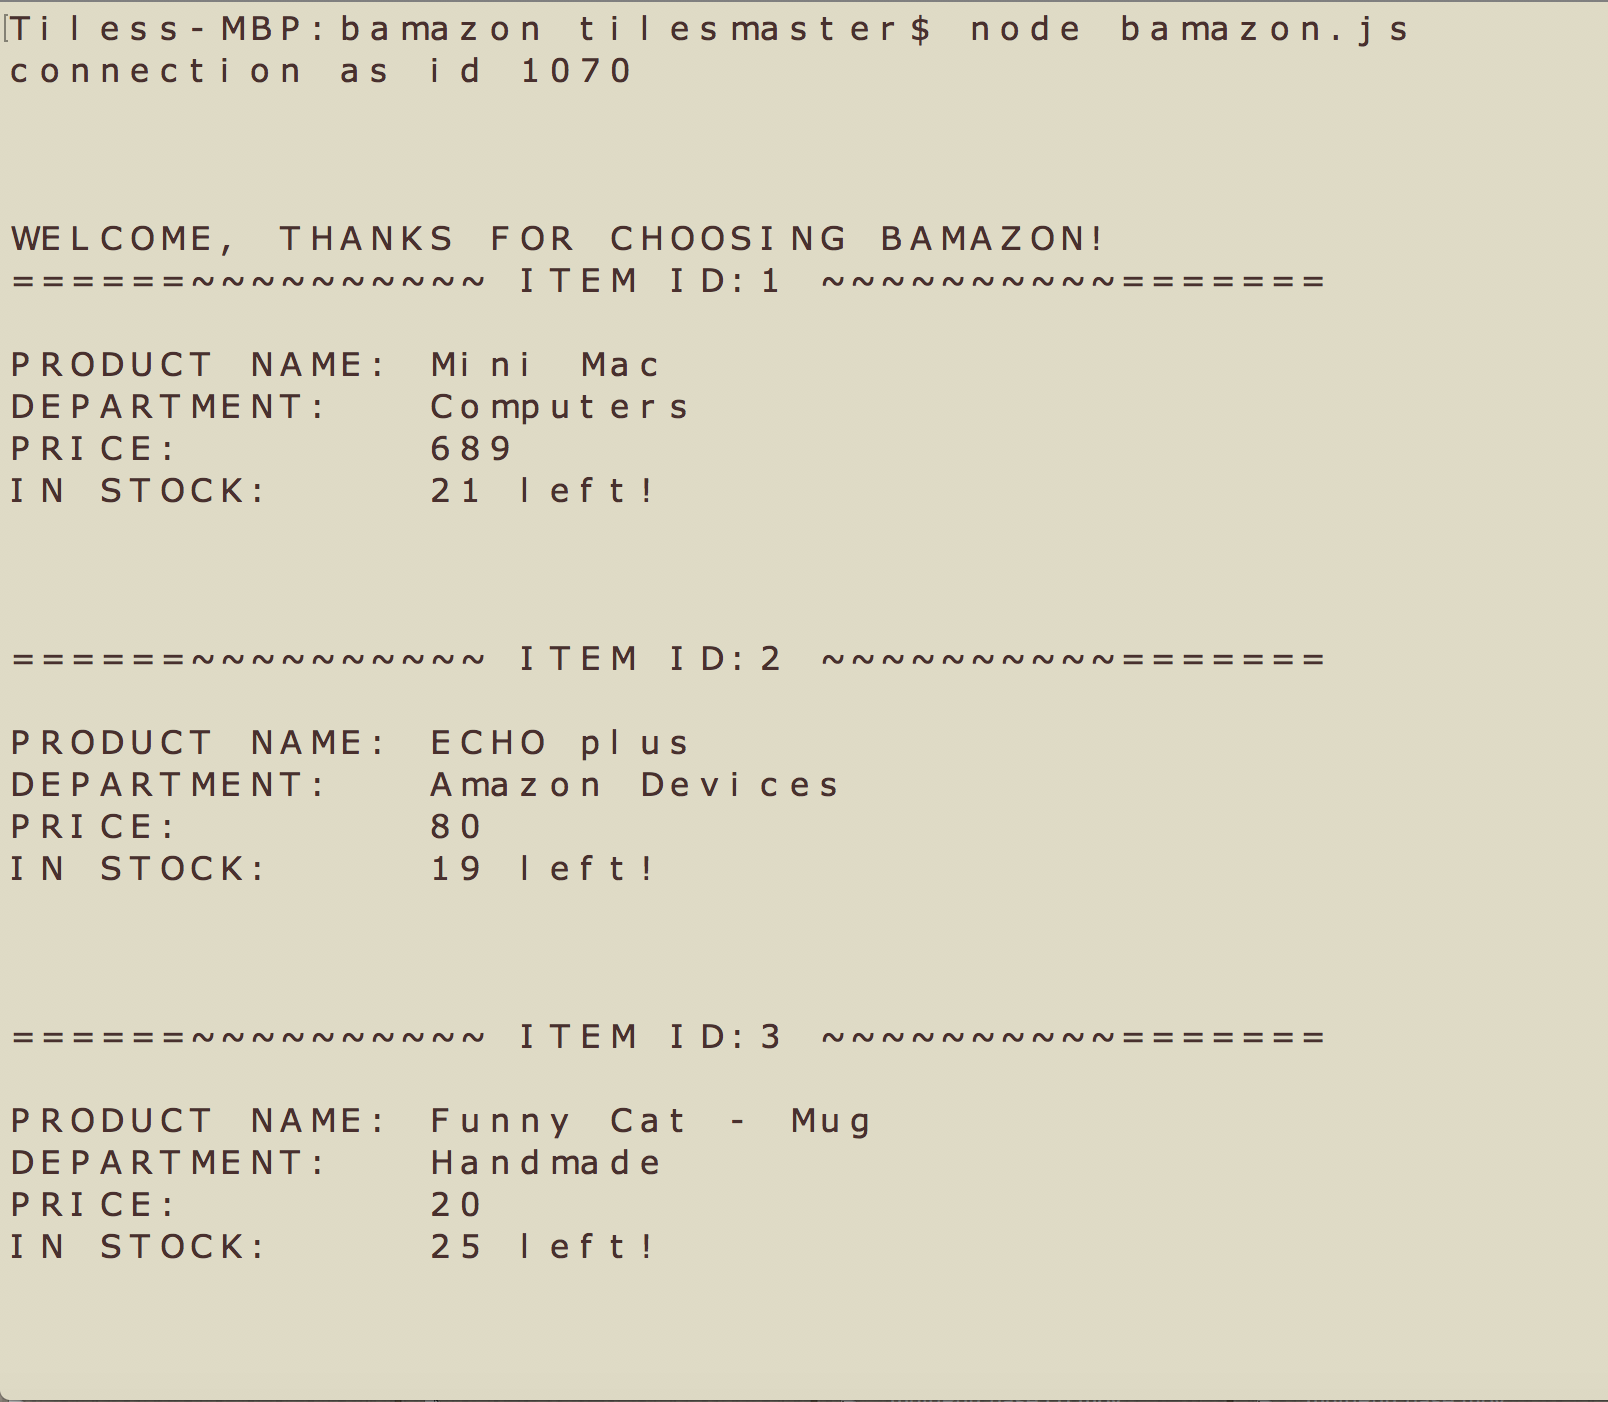 Tiless-MBP:bamazon tilesmaster$ node bamazon.js
connection as id 1070
WELCOME, THANKS FOR CHOOSING BAMAZON!
======~~~~~~~~~~ ITEM ID:1 ~~~~~~~~~~=======
PRODUCT NAME: Mini Mac
DEPARTMENT: Computers
PRICE: 689
IN STOCK: 21 left!
======~~~~~~~~~~ ITEM ID:2 ~~~~~~~~~~=======
PRODUCT NAME: ECHO plus
DEPARTMENT: Amazon Devices
PRICE: 80
IN STOCK: 19 left!
======~~~~~~~~~~ ITEM ID:3 ~~~~~~~~~~=======
PRODUCT NAME: Funny Cat - Mug
DEPARTMENT: Handmade
PRICE: 20
IN STOCK: 25 left!